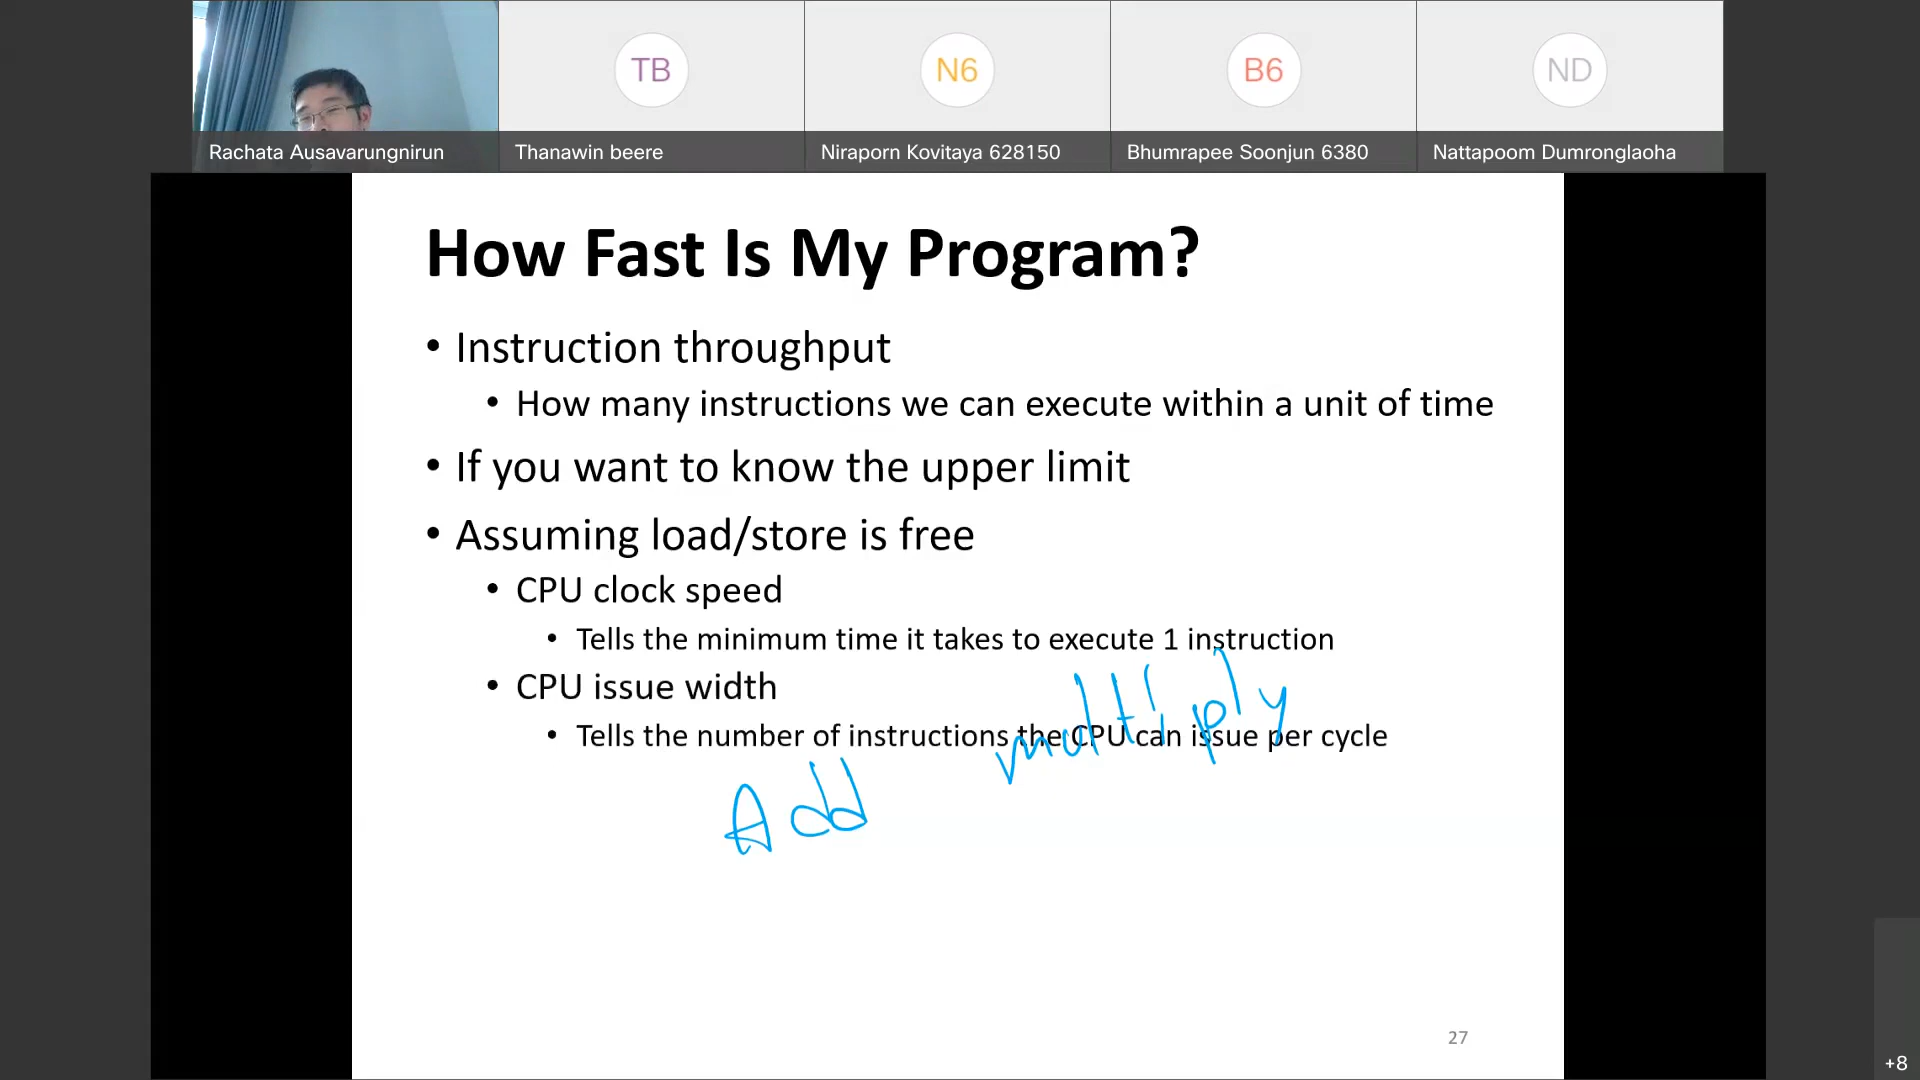 TB
N6
B6
ND
Rachata Ausavarungnirun
Thanawin beere
Niraporn Kovitaya 628150
Bhumrapee Soonjun 6380
Nattapoom Dumronglaoha
How Fast Is My Program?
• Instruction throughput
• How many instructions we can execute within a unit of time
• If you want to know the upper limit
• Assuming load/store is free
• CPU clock speed
• Tells the minimum time it takes to execute 1 instruction
• CPU issue width
• Tells the number of instructions the CPU can issue per cycle
multiply
Add
27
+8